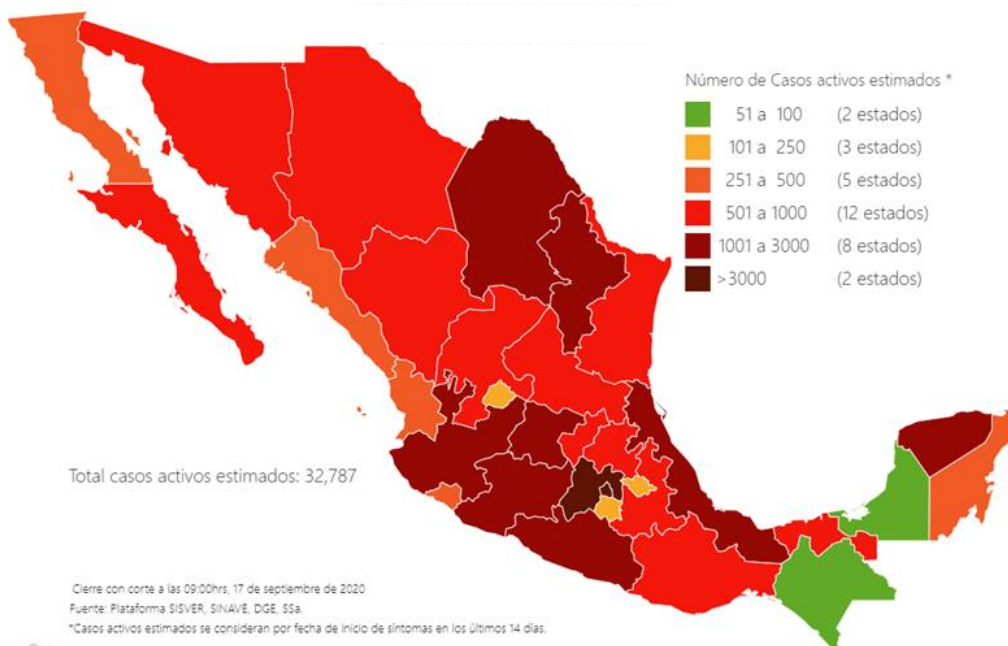 Número de Casos activos estimados *
51 a 100 (2 estados)
101 a 250 (3 estados)
251 a 500 (5 estados)
501 a 1000 (12 estados)
1001 a 3000 (8 estados)
>3000 (2 estados)
Total casos activos estimados: 32,787
Cierre con corte a las 09:00hrs, 17 de septiembre de 2020
Fuente: Plataforma SISVER, SINAVE, DGE, SSa.
*Casos activos estimados se consideran por fecha de inicio de síntomas en los últimos 14 días.